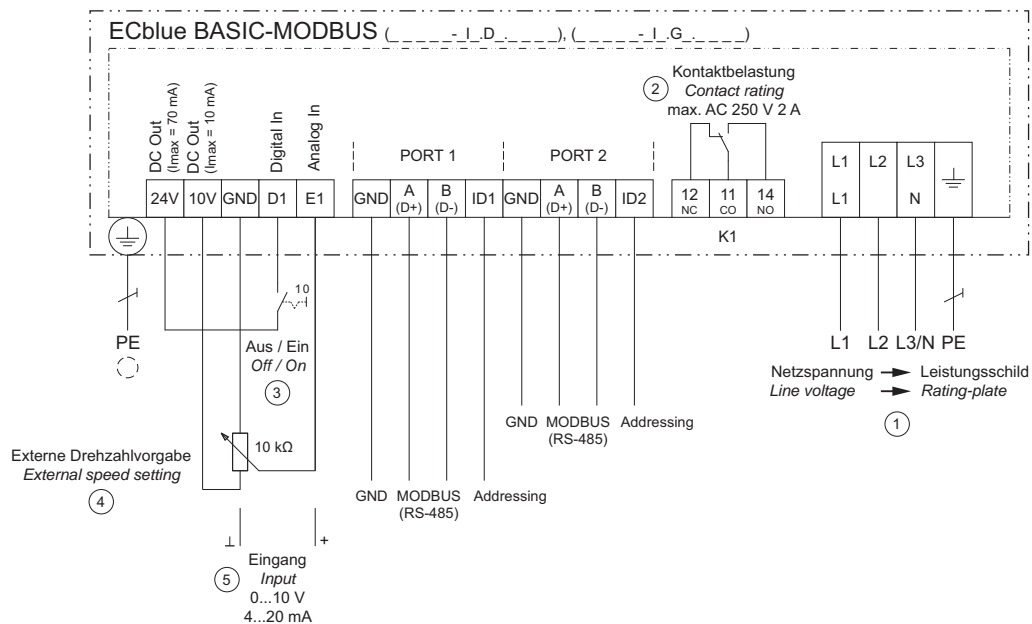 ECblue BASIC-MODBUS (_ _ _ _ _-_I_.D_._ _ _ _), (_ _ _ _ _-_I_.G_._ _ _ _)
Kontaktbelastung
2 Contact rating
max. AC 250 V 2 A
DC Out
(Imax = 70 mA)
DC Out
(Imax = 10 mA)
Digital In
Analog In
PORT 1 PORT 2
L1 L2 L3
24V 10V GND D1 E1 GND A (D+) B (D-) ID1 GND A (D+) B (D-) ID2 12 NC 11 CO 14 NO L1 N
K1
10
PE
Aus / Ein
Off / On
3
L1 L2 L3/N PE
Netzspannung Leistungsschild
Line voltage Rating-plate
1
GND MODBUS Addressing
(RS-485)
10 kΩ
Externe Drehzahlvorgabe
External speed setting
4
GND MODBUS Addressing
(RS-485)
⊥ +
Eingang
5 Input
0...10 V
4...20 mA